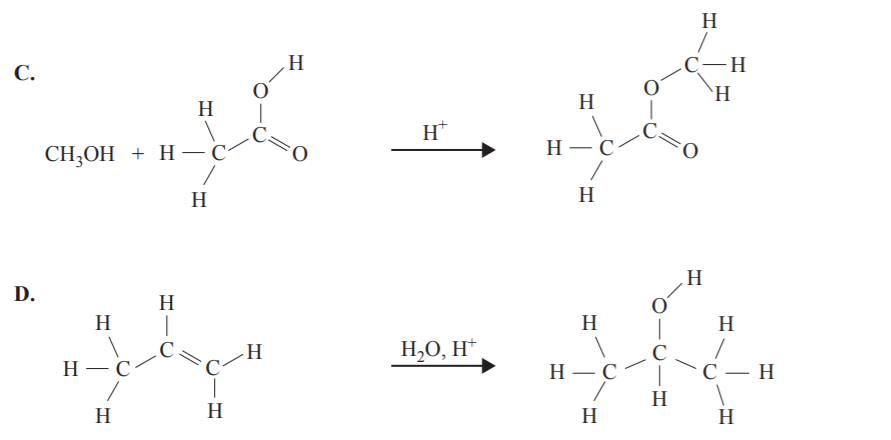 H
C. H C H
O O H
H H
C H⁺ C
CH₃OH + H C O H C O
H H
H
D. H O
H H H
C H H₂O, H⁺ C
H C C H C C H
H
H H H H